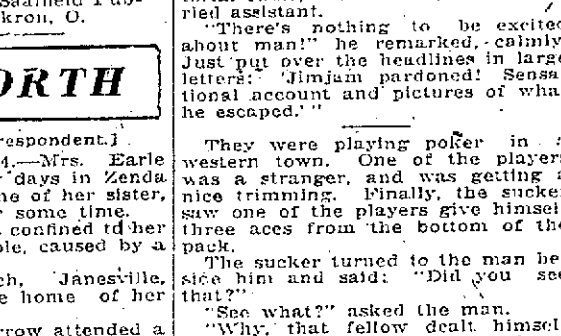 kron, O.
ORTH
respondent.]
4.—Mrs. Earle
days in Zenda
me of her sister,
some time.
confined to her
ple, caused by a
ch, Janesville,
e home of her
rrow attended a
ried assistant.
"There's nothing to be excited
about man!" he remarked, calmly.
Just put over the headlines in large
letters: 'Jimjam pardoned! Sensa
tional account and pictures of wha
he escaped.' "
They were playing poker in
western town. One of the player
was a stranger, and was getting
nice trimming. Finally, the sucke
saw one of the players give himsel
three aces from the bottom of th
pack.
The sucker turned to the man be
side him and said: "Did you see
that?"
"See what?" asked the man.
"Why, that fellow dealt himsel